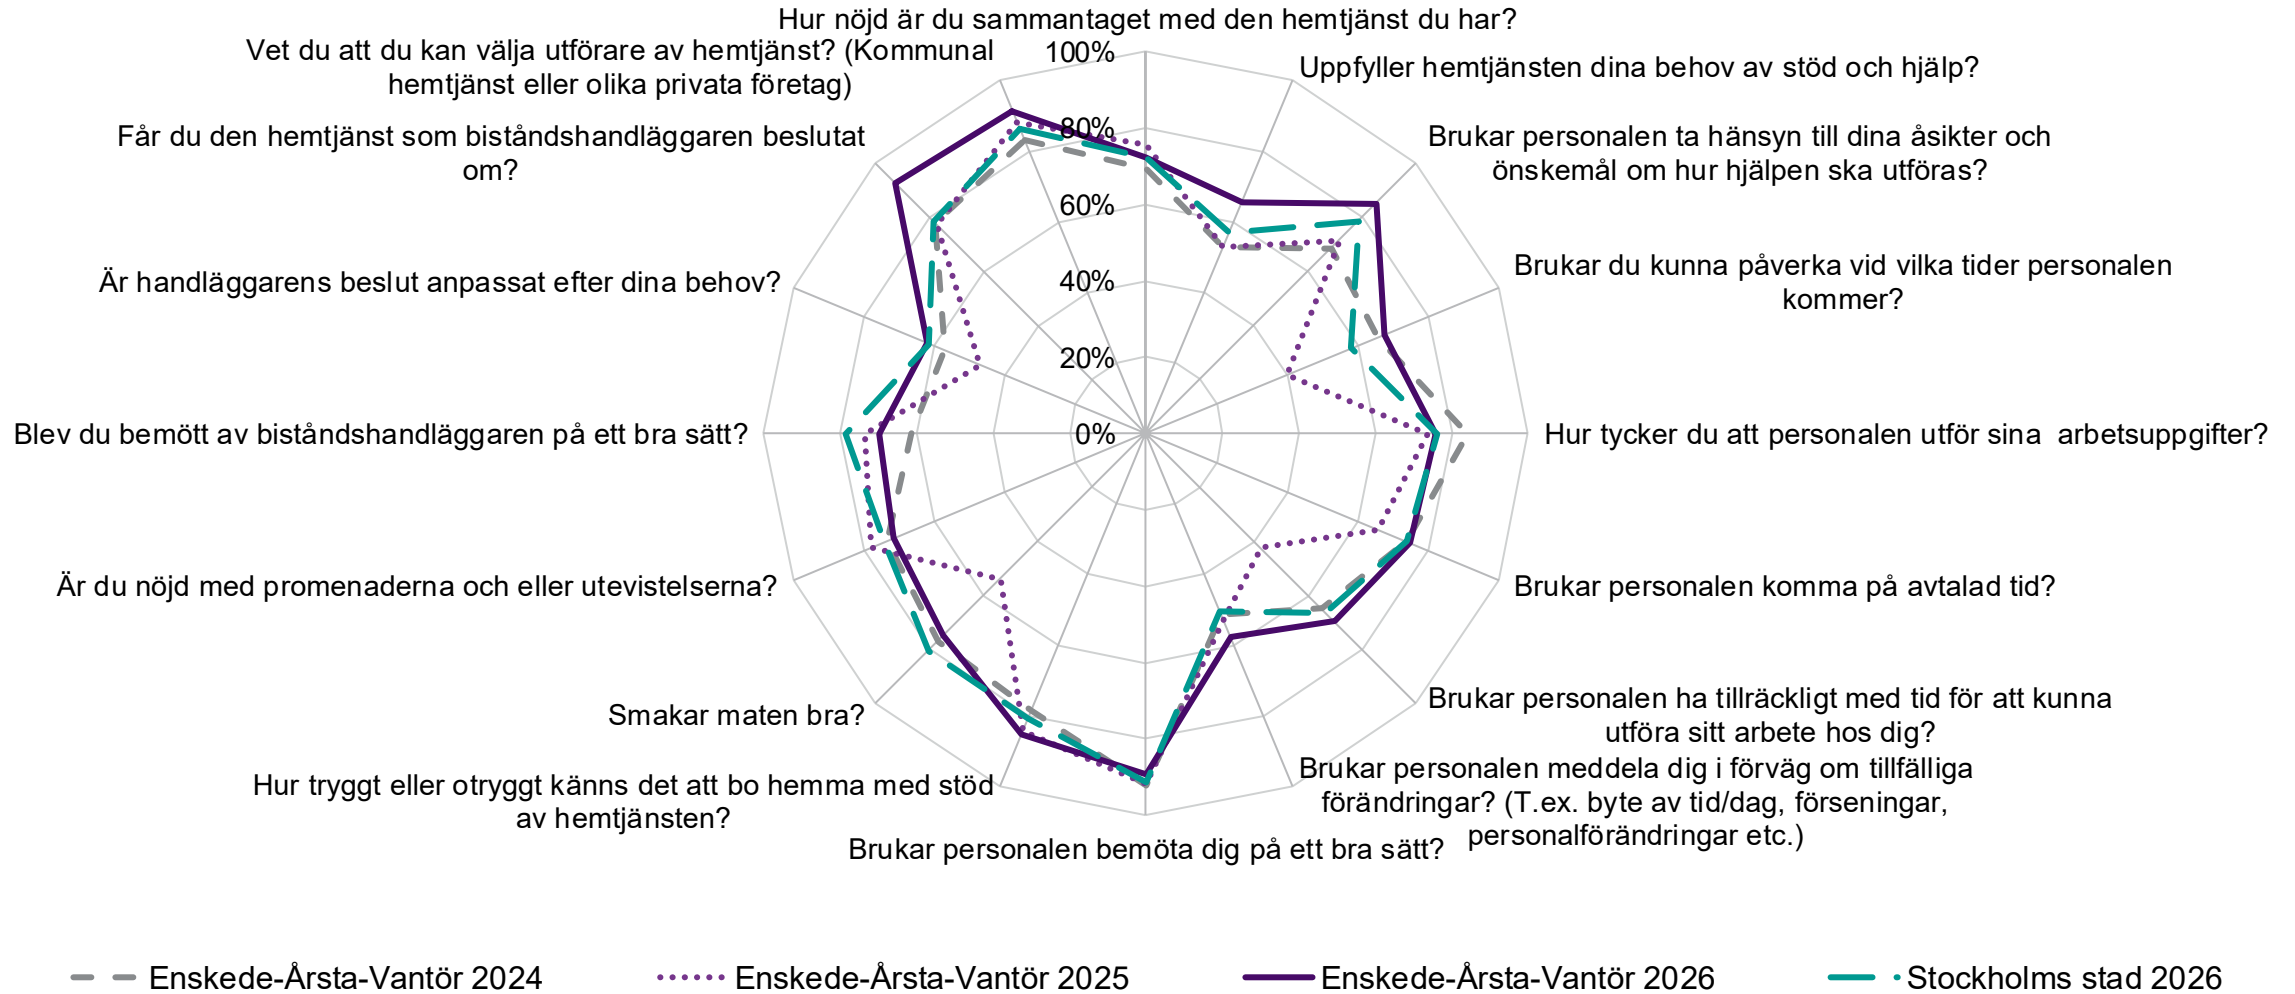 Hur nöjd är du sammantaget med den hemtjänst du har?
Uppfyller hemtjänsten dina behov av stöd och hjälp?
Brukar personalen ta hänsyn till dina åsikter och
önskemål om hur hjälpen ska utföras?
Brukar du kunna påverka vid vilka tider personalen
kommer?
Hur tycker du att personalen utför sina  arbetsuppgifter?
Brukar personalen komma på avtalad tid?
Brukar personalen ha tillräckligt med tid för att kunna
utföra sitt arbete hos dig?
Brukar personalen meddela dig i förväg om tillfälliga
förändringar? (T.ex. byte av tid/dag, förseningar,
personalförändringar etc.)
Brukar personalen bemöta dig på ett bra sätt?
Hur tryggt eller otryggt känns det att bo hemma med stöd
av hemtjänsten?
Smakar maten bra?
Är du nöjd med promenaderna och eller utevistelserna?
Blev du bemött av biståndshandläggaren på ett bra sätt?
Är handläggarens beslut anpassat efter dina behov?
Får du den hemtjänst som biståndshandläggaren beslutat
om?
Vet du att du kan välja utförare av hemtjänst? (Kommunal
hemtjänst eller olika privata företag)
100%
80%
60%
40%
20%
0%
Enskede-Årsta-Vantör 2024
Enskede-Årsta-Vantör 2025
Enskede-Årsta-Vantör 2026
Stockholms stad 2026